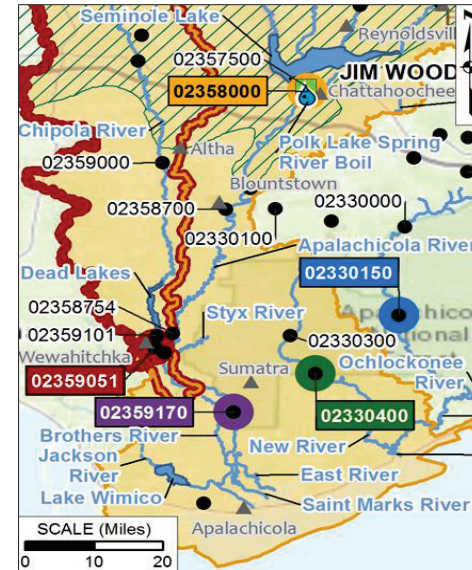 Seminole Lake
Reynoldsvill
02357500
JIM WOOD
02358000
Chattahoochee
Chipola River
Polk Lake Spring
River Boil
Altha
02359000
Blountstown
02358700
02330000
02330100
Apalachicola River
Dead Lakes
02330150
02358754
Styx River
Apalachico
National
02359101
02330300
Wewahitchka
Ochlockonee
River
02359051
Sumatra
02330400
02359170
Brothers River
New River
Jackson
River
East River
Lake Wimico
Saint Marks River
SCALE (Miles)
Apalachicola
0 10 20